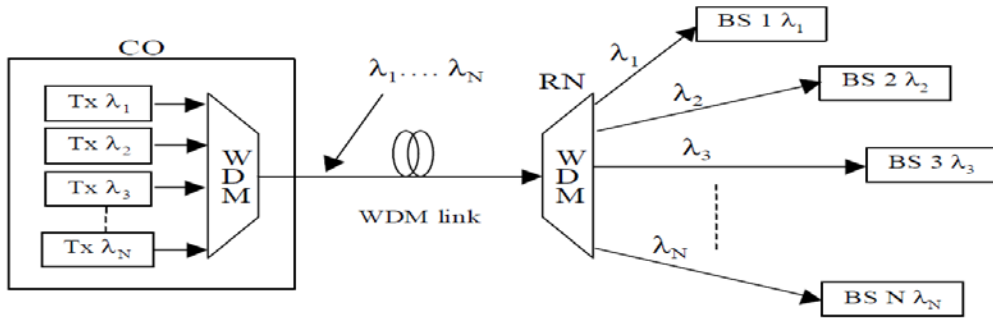 CO
Tx λ₁
Tx λ₂
Tx λ₃
Tx λN
WDM
λ₁.... λN
WDM link
RN
WDM
λ₁
λ₂
λ₃
λN
BS 1 λ₁
BS 2 λ₂
BS 3 λ₃
BS N λN